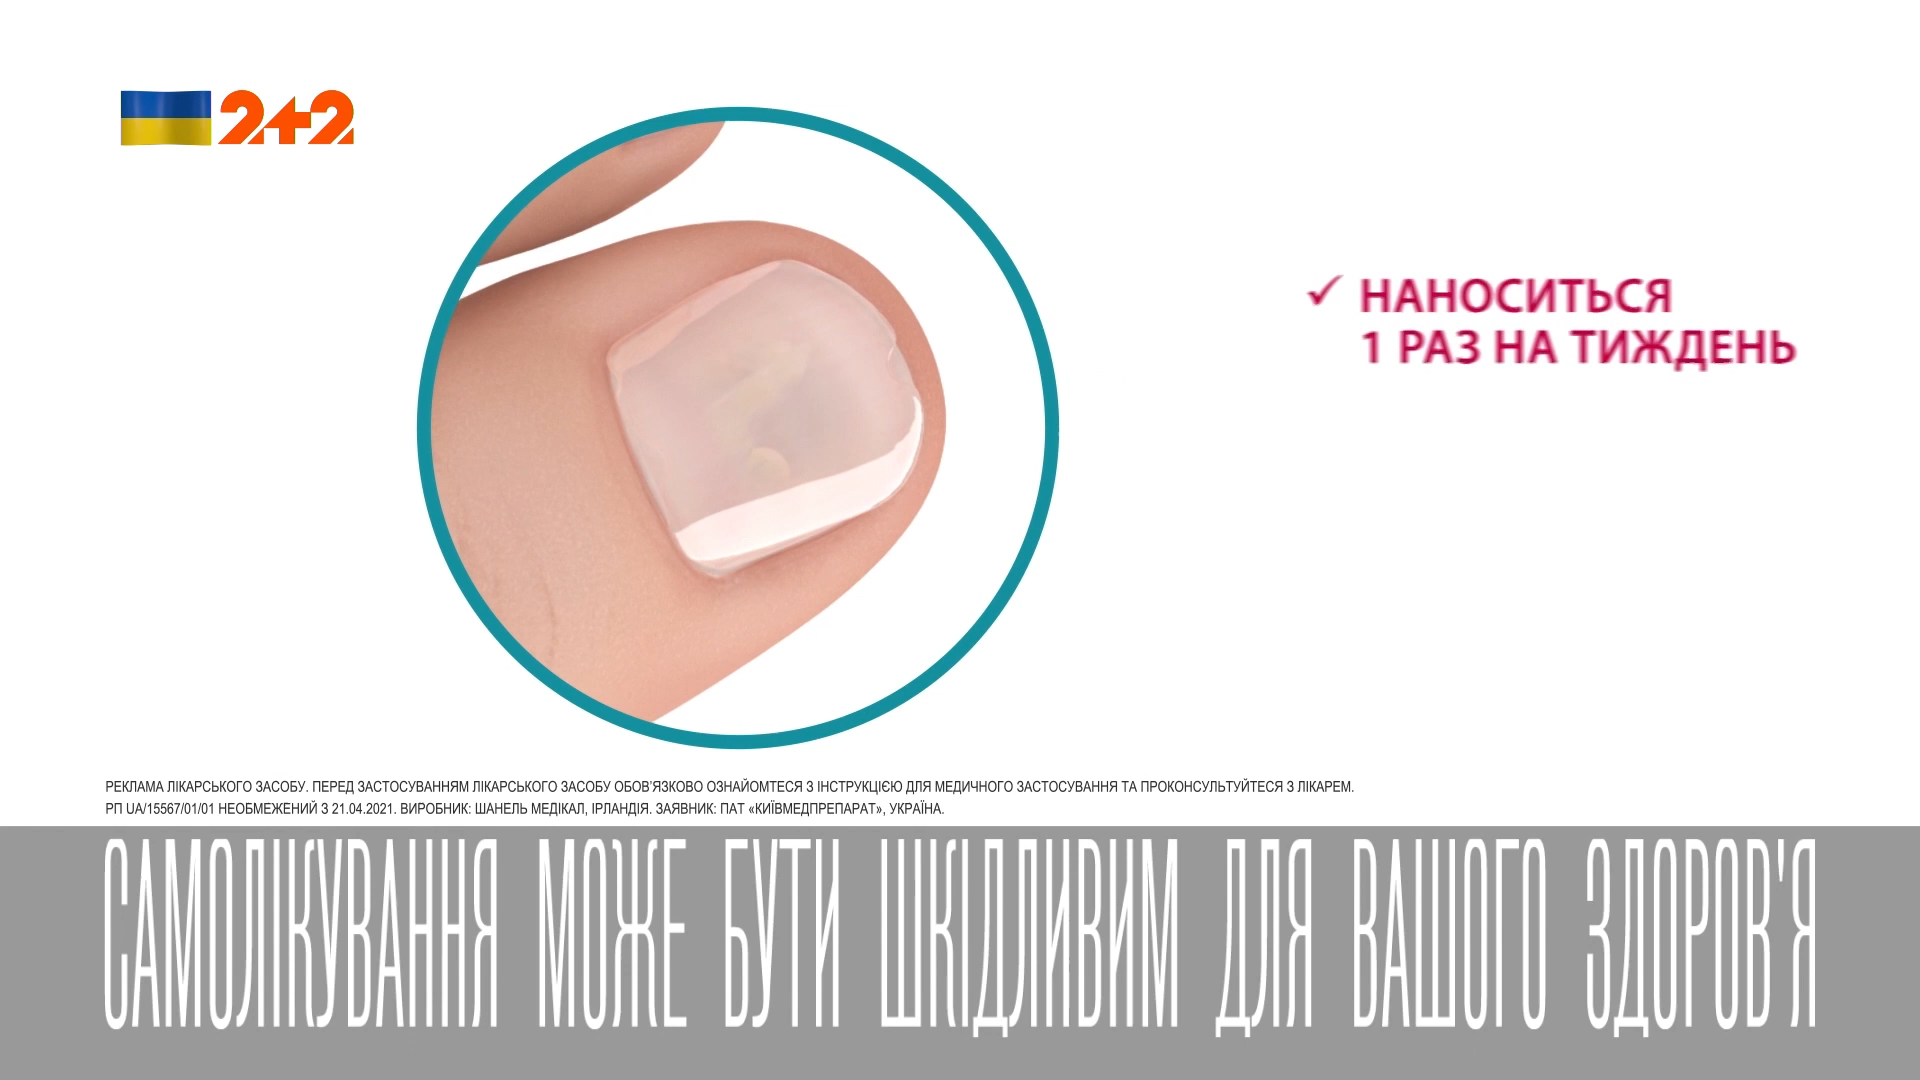 2+2
✓ НАНОСИТЬСЯ
1 РАЗ НА ТИЖДЕНЬ
РЕКЛАМА ЛІКАРСЬКОГО ЗАСОБУ. ПЕРЕД ЗАСТОСУВАННЯМ ЛІКАРСЬКОГО ЗАСОБУ ОБОВ'ЯЗКОВО ОЗНАЙОМТЕСЯ З ІНСТРУКЦІЄЮ ДЛЯ МЕДИЧНОГО ЗАСТОСУВАННЯ ТА ПРОКОНСУЛЬТУЙТЕСЯ З ЛІКАРЕМ.
РП UA/15567/01/01 НЕОБМЕЖЕНИЙ З 21.04.2021. ВИРОБНИК: ШАНЕЛЬ МЕДІКАЛ, ІРЛАНДІЯ. ЗАЯВНИК: ПАТ «КИЇВМЕДПРЕПАРАТ», УКРАЇНА.
САМОЛІКУВАННЯ МОЖЕ БУТИ ШКІДЛИВИМ ДЛЯ ВАШОГО ЗДОРОВ'Я